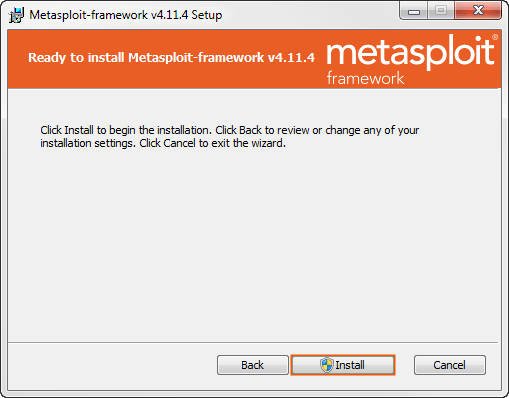 Metasploit-framework v4.11.4 Setup
Ready to install Metasploit-framework v4.11.4
metasploit®
framework
Click Install to begin the installation. Click Back to review or change any of your
installation settings. Click Cancel to exit the wizard.
Back
Install
Cancel